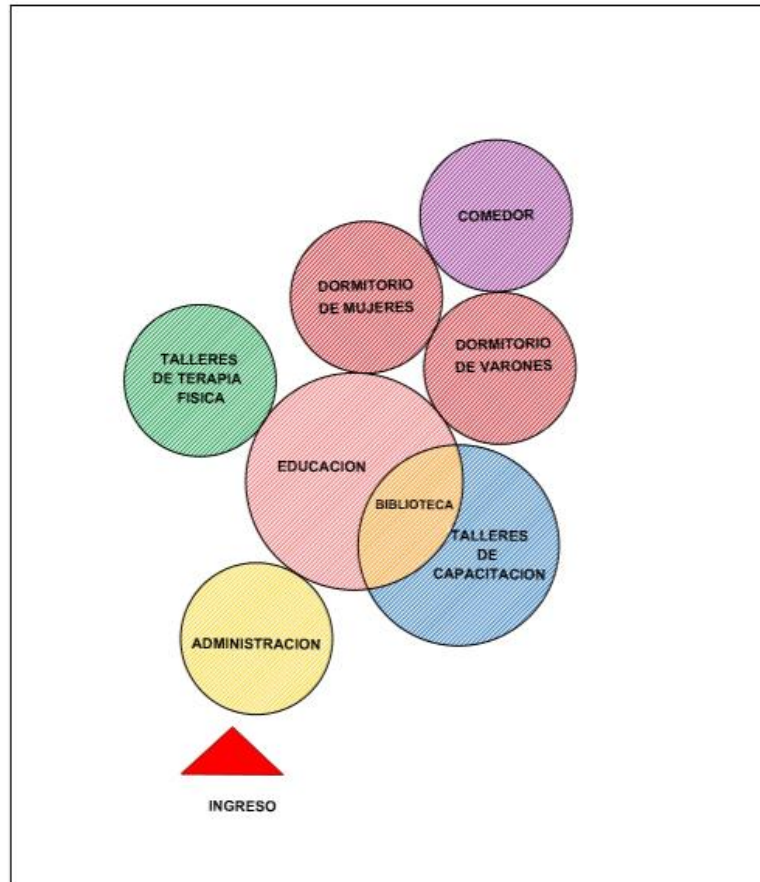 COMEDOR
DORMITORIO
DE MUJERES
DORMITORIO
DE VARONES
TALLERES
DE TERAPIA
FISICA
EDUCACION
BIBLIOTECA
TALLERES
DE
CAPACITACION
ADMINISTRACION
INGRESO